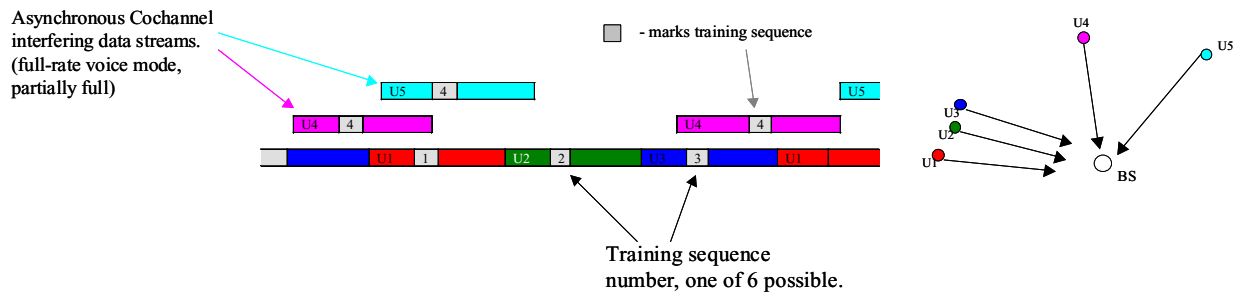 Asynchronous Cochannel
interfering data streams.
(full-rate voice mode,
partially full)
- marks training sequence
U5 4 U5
U4 4 U4 4
U1 1 U2 2 U3 3 U1
Training sequence
number, one of 6 possible.
U4
U5
U3
U2
U1
BS